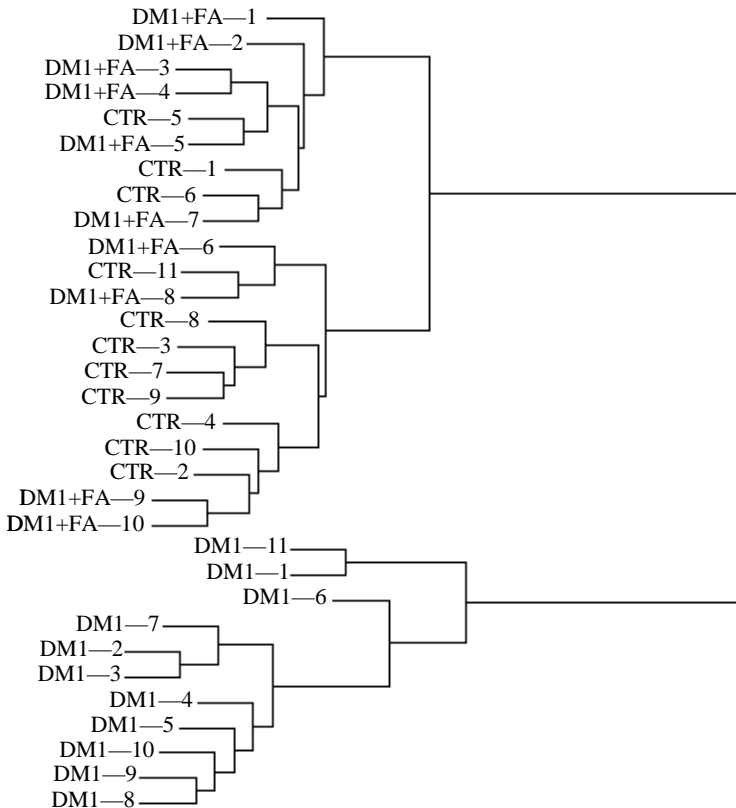 DM1+FA—1
DM1+FA—2
DM1+FA—3
DM1+FA—4
CTR—5
DM1+FA—5
CTR—1
CTR—6
DM1+FA—7
DM1+FA—6
CTR—11
DM1+FA—8
CTR—8
CTR—3
CTR—7
CTR—9
CTR—4
CTR—10
CTR—2
DM1+FA—9
DM1+FA—10
DM1—11
DM1—1
DM1—6
DM1—7
DM1—2
DM1—3
DM1—4
DM1—5
DM1—10
DM1—9
DM1—8